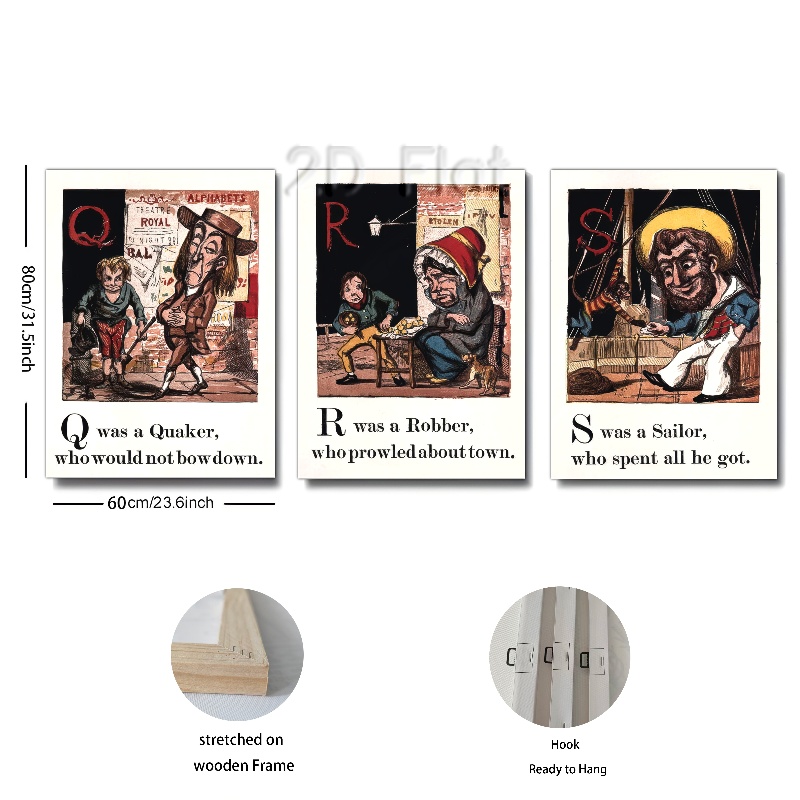 2D Flat
Q
ALPHABETS
THEATRE
ROYAL
BAL
R
STOLEN
S
80cm/31.5inch
Q was a Quaker,
who would not bow down.
R was a Robber,
who prowled about town.
S was a Sailor,
who spent all he got.
60cm/23.6inch
stretched on
wooden Frame
Hook
Ready to Hang